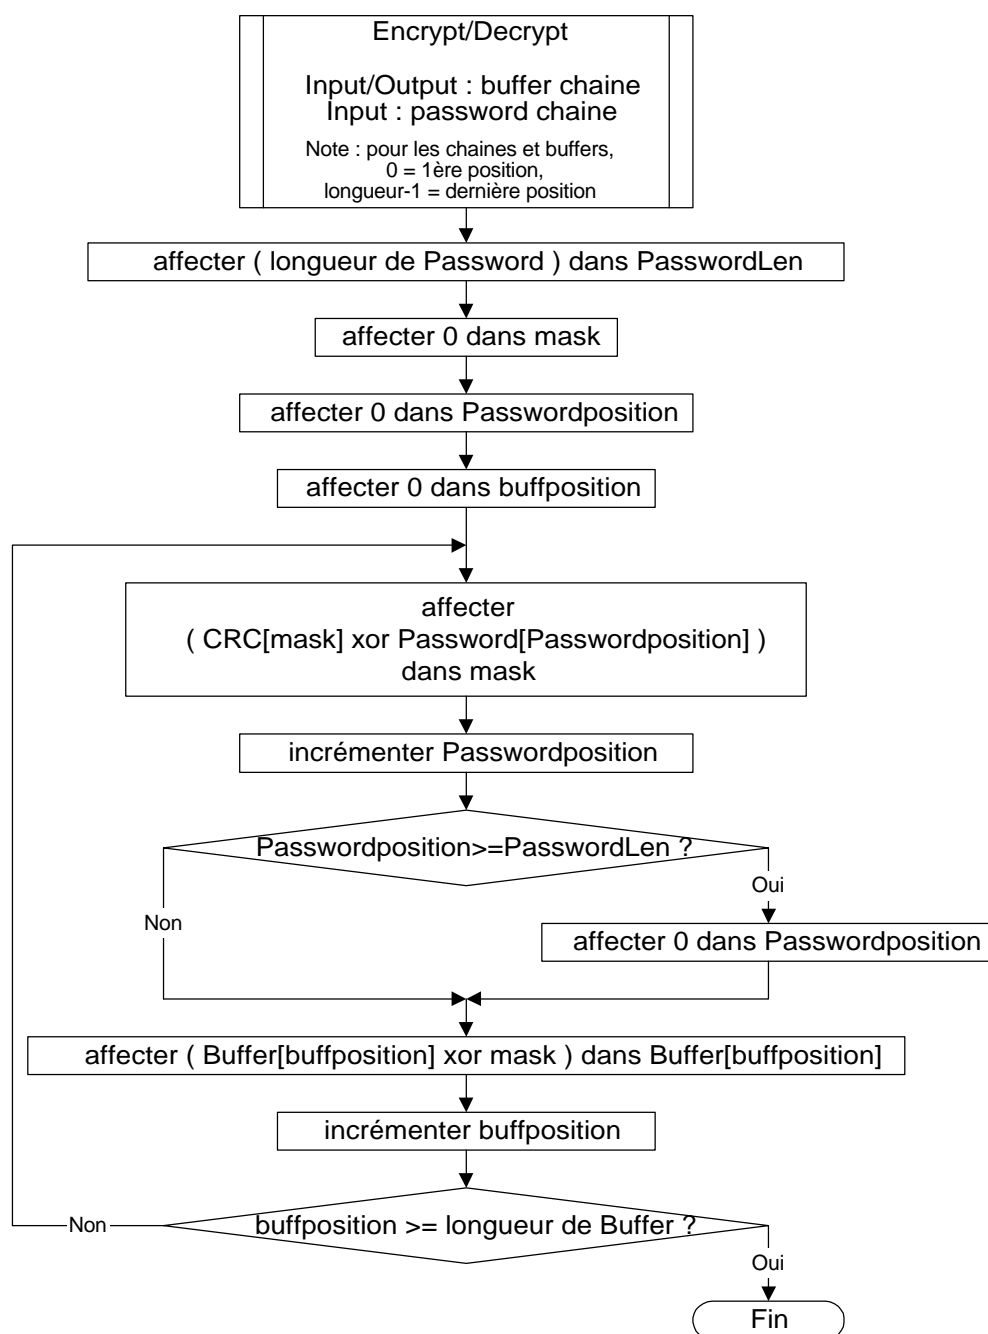 Encrypt/Decrypt
Input/Output : buffer chaine
Input : password chaine
Note : pour les chaines et buffers,
0 = 1ère position,
longueur-1 = dernière position
affecter ( longueur de Password ) dans PasswordLen
affecter 0 dans mask
affecter 0 dans Passwordposition
affecter 0 dans buffposition
affecter
( CRC[mask] xor Password[Passwordposition] )
dans mask
incrémenter Passwordposition
Passwordposition>=PasswordLen ?
Oui
Non
affecter 0 dans Passwordposition
affecter ( Buffer[buffposition] xor mask ) dans Buffer[buffposition]
incrémenter buffposition
buffposition >= longueur de Buffer ?
Non
Oui
Fin